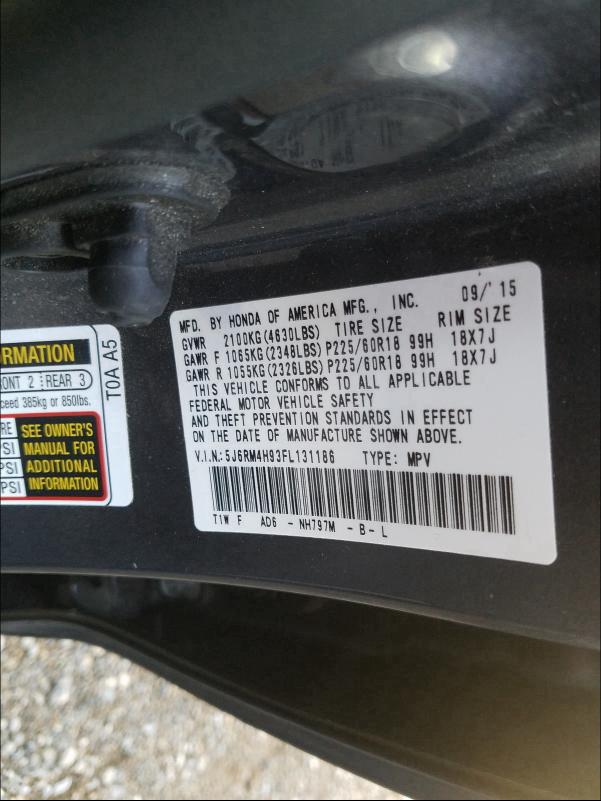 MFD. BY HONDA OF AMERICA MFG., INC. 09/'15
GVWR 2100KG(4630LBS) TIRE SIZE RIM SIZE
GAWR F 1065KG(2348LBS)P225/60R18 99H 18X7J
GAWR R 1055KG(2326LBS)P225/60R18 99H 18X7J
THIS VEHICLE CONFORMS TO ALL APPLICABLE
FEDERAL MOTOR VEHICLE SAFETY
AND THEFT PREVENTION STANDARDS IN EFFECT
ON THE DATE OF MANUFACTURE SHOWN ABOVE.
V.I.N.:5J6RM4H93FL131186 TYPE: MPV
T1W F AD6 - NH797M - B - L
2 REAR 3
385kg or 850lbs.
T0A A5
SEE OWNER'S
MANUAL FOR
PSI ADDITIONAL
PSI INFORMATION